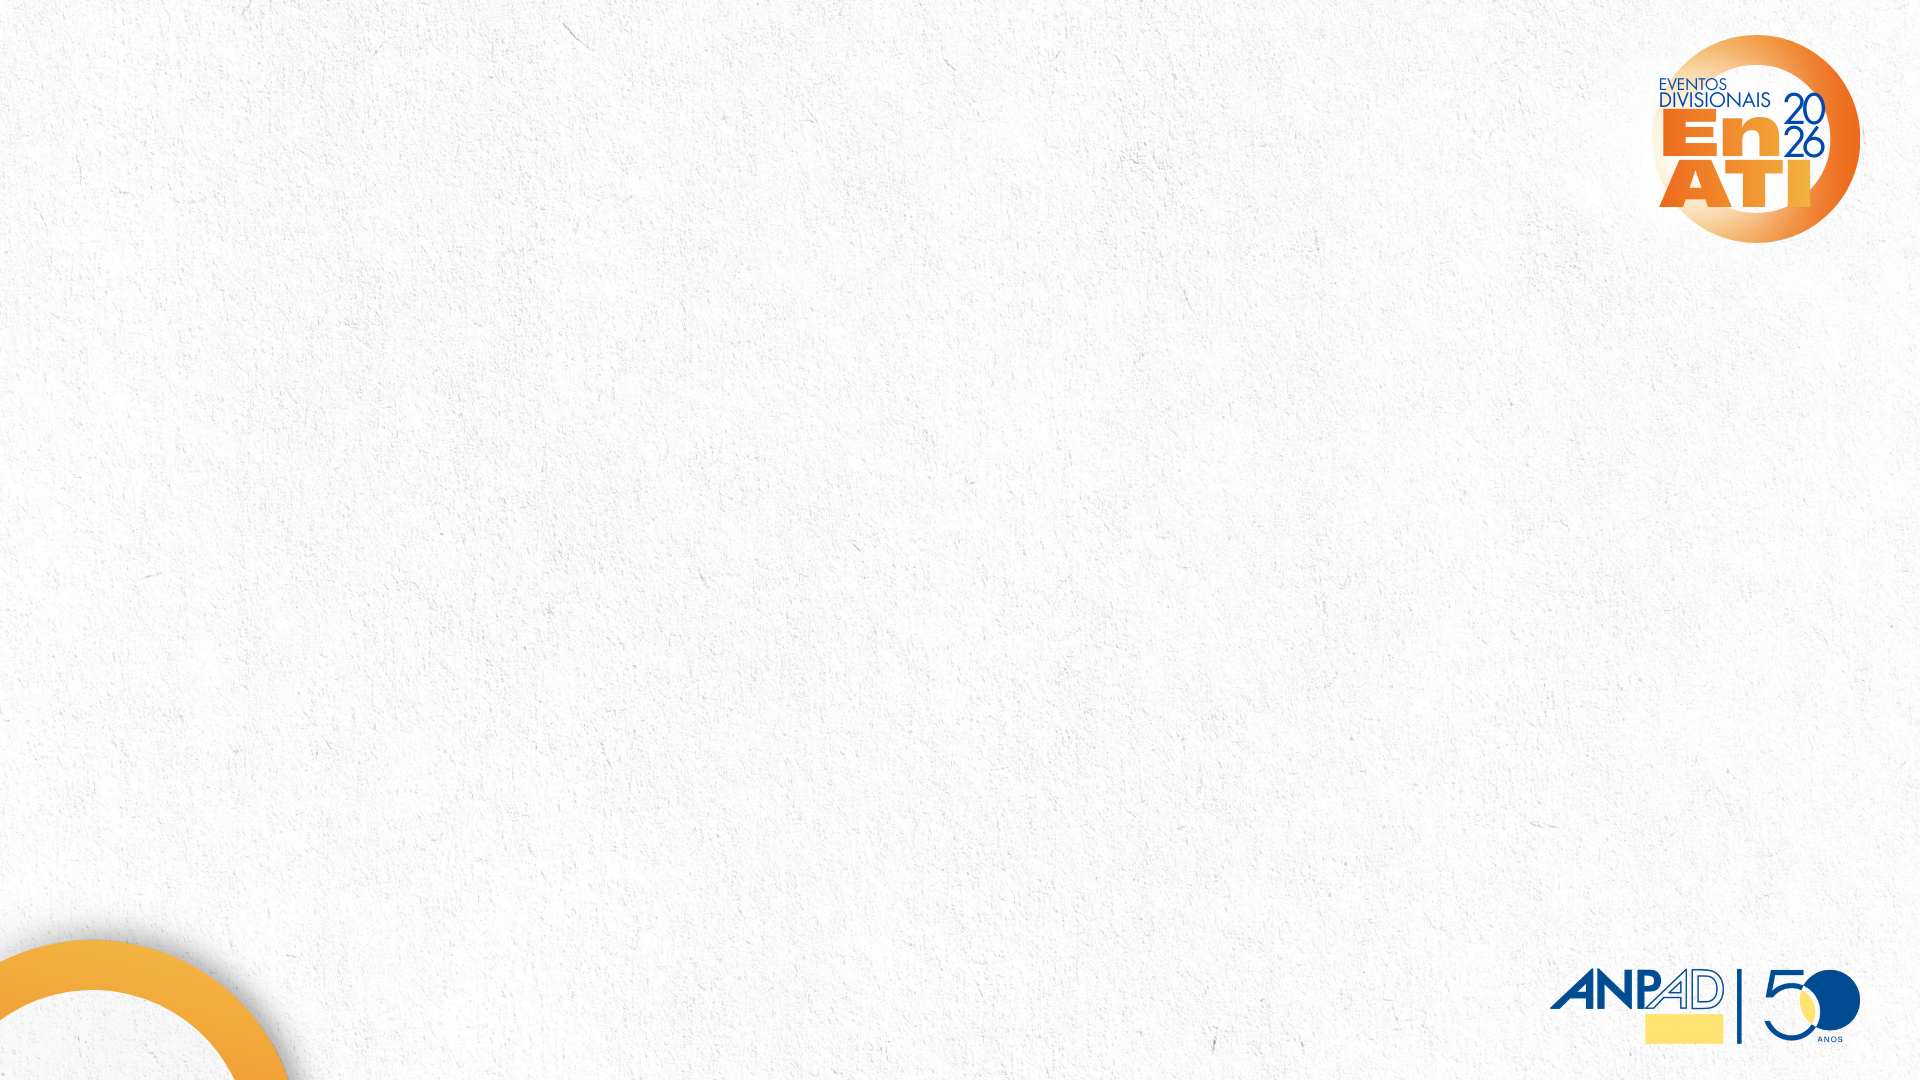 EVENTOS
DIVISIONAIS 20
En 26
ATI
ANPAD
50
ANOS